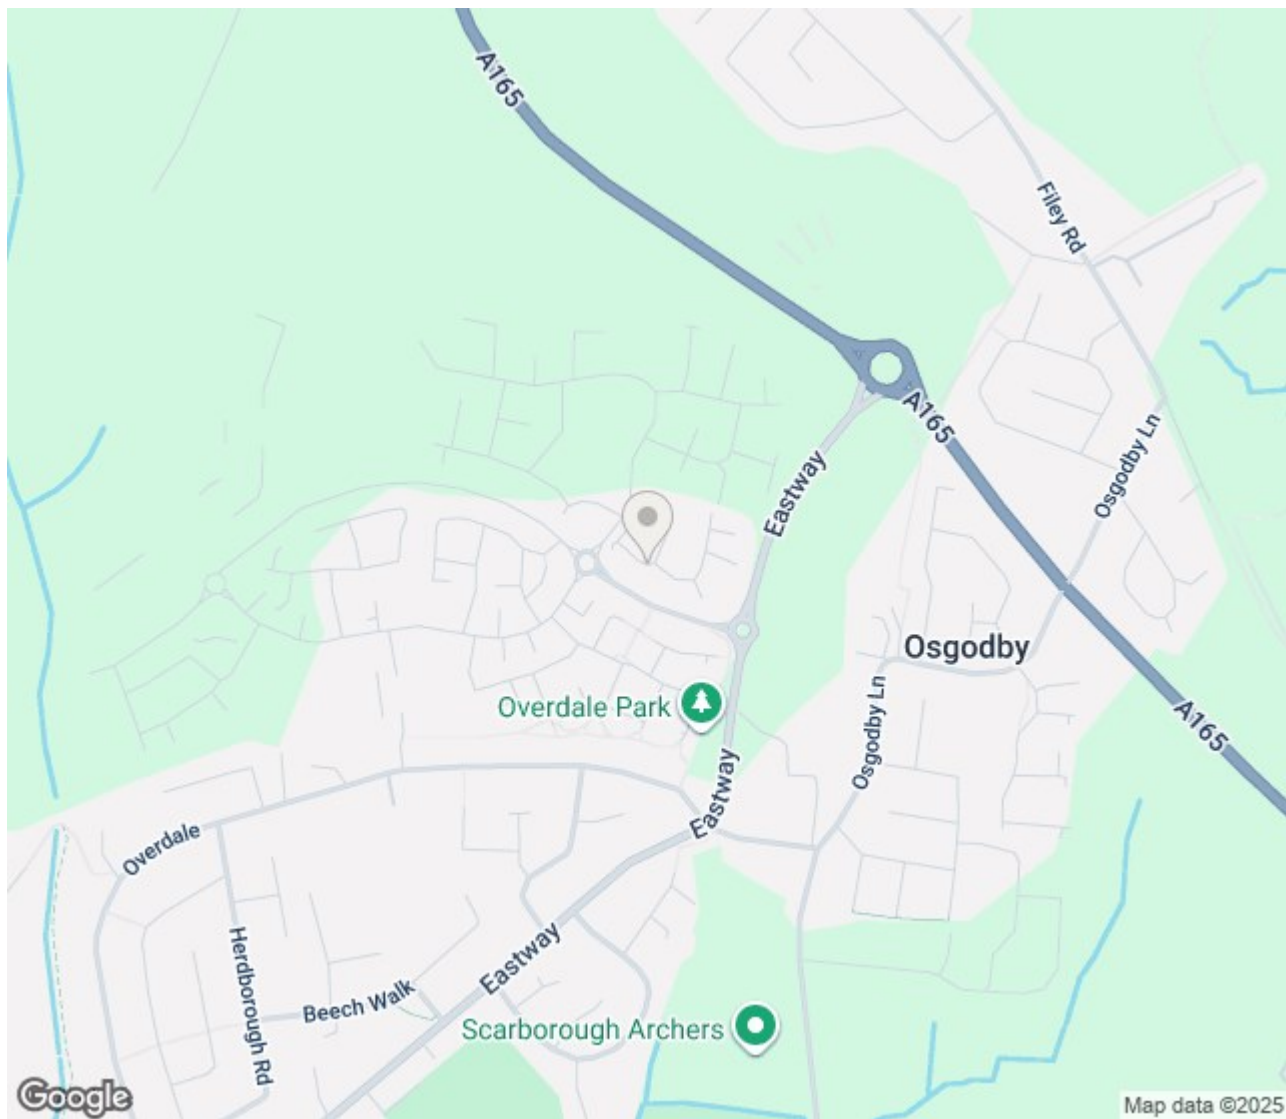 A165
Filey Rd
A165
Osgodby Ln
Eastway
Osgodby
Overdale Park
Osgodby Ln
A165
Eastway
Overdale
Herdborough Rd
Eastway
Beech Walk
Scarborough Archers
Google
Map data ©2025